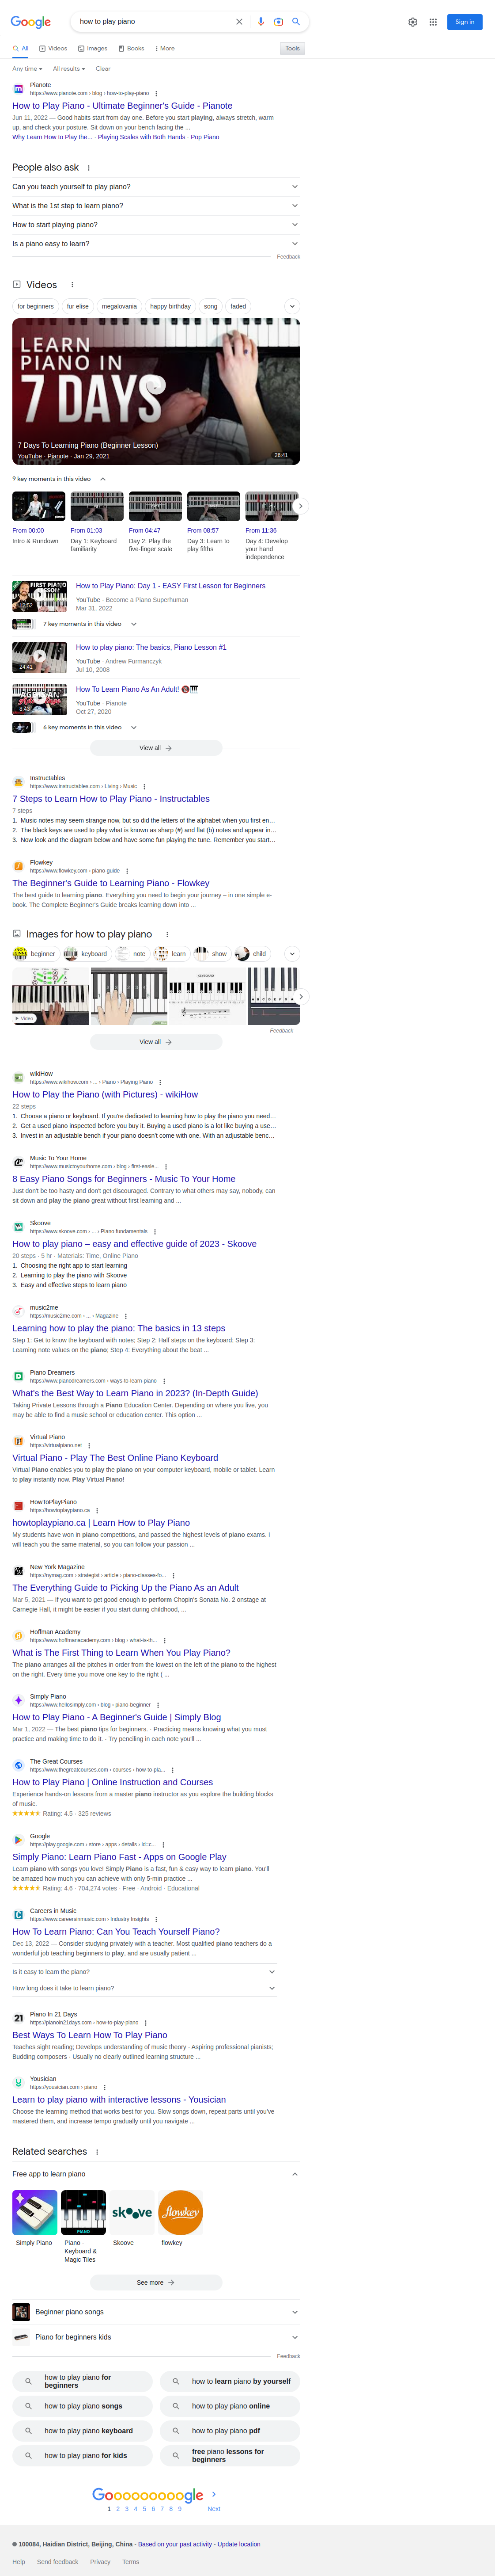 Google
how to play piano
Sign in
All
Videos
Images
Books
More
Tools
Any time
All results
Clear
Pianote
https://www.pianote.com › blog › how-to-play-piano
How to Play Piano - Ultimate Beginner's Guide - Pianote
Jun 11, 2022 — Good habits start from day one. Before you start playing, always stretch, warm
up, and check your posture. Sit down on your bench facing the ...
Why Learn How to Play the... · Playing Scales with Both Hands · Pop Piano
People also ask
Can you teach yourself to play piano?
What is the 1st step to learn piano?
How to start playing piano?
Is a piano easy to learn?
Feedback
Videos
for beginners
fur elise
megalovania
happy birthday
song
faded
LEARN
PIANO IN
7 DAYS
7 Days To Learning Piano (Beginner Lesson)
YouTube · Pianote · Jan 29, 2021
26:41
9 key moments in this video
From 00:00
Intro & Rundown
From 01:03
Day 1: Keyboard
familiarity
From 04:47
Day 2: Play the
five-finger scale
From 08:57
Day 3: Learn to
play fifths
From 11:36
Day 4: Develop
your hand
independence
How to Play Piano: Day 1 - EASY First Lesson for Beginners
YouTube · Become a Piano Superhuman
Mar 31, 2022
7 key moments in this video
How to play piano: The basics, Piano Lesson #1
24:41
YouTube · Andrew Furmanczyk
Jul 10, 2008
How To Learn Piano As An Adult!
YouTube · Pianote
Oct 27, 2020
6 key moments in this video
View all
Instructables
https://www.instructables.com › Living › Music
7 Steps to Learn How to Play Piano - Instructables
7 steps
1. Music notes may seem strange now, but so did the letters of the alphabet when you first en...
2. The black keys are used to play what is known as sharp (#) and flat (b) notes and appear in...
3. Now look and the diagram below and have some fun playing the tune. Remember you start...
Flowkey
https://www.flowkey.com › piano-guide
The Beginner's Guide to Learning Piano - Flowkey
The best guide to learning piano. Everything you need to begin your journey – in one simple e-
book. The Complete Beginner's Guide breaks learning down into ...
Images for how to play piano
beginner
keyboard
note
learn
show
child
Video
KEYBOARD
Feedback
View all
wikiHow
https://www.wikihow.com › ... › Piano › Playing Piano
How to Play the Piano (with Pictures) - wikiHow
22 steps
1. Choose a piano or keyboard. If you're dedicated to learning how to play the piano you need...
2. Get a used piano inspected before you buy it. Buying a used piano is a lot like buying a use...
3. Invest in an adjustable bench if your piano doesn't come with one. With an adjustable benc...
Music To Your Home
https://www.musictoyourhome.com › blog › first-easie...
8 Easy Piano Songs for Beginners - Music To Your Home
Just don't be too hasty and don't get discouraged. Contrary to what others may say, nobody, can
sit down and play the piano great without first learning and ...
Skoove
https://www.skoove.com › ... › Piano fundamentals
How to play piano – easy and effective guide of 2023 - Skoove
20 steps · 5 hr · Materials: Time, Online Piano
1. Choosing the right app to start learning
2. Learning to play the piano with Skoove
3. Easy and effective steps to learn piano
music2me
https://music2me.com › ... › Magazine
Learning how to play the piano: The basics in 13 steps
Step 1: Get to know the keyboard with notes; Step 2: Half steps on the keyboard; Step 3:
Learning note values on the piano; Step 4: Everything about the beat ...
Piano Dreamers
https://www.pianodreamers.com › ways-to-learn-piano
What's the Best Way to Learn Piano in 2023? (In-Depth Guide)
Taking Private Lessons through a Piano Education Center. Depending on where you live, you
may be able to find a music school or education center. This option ...
Virtual Piano
https://virtualpiano.net
Virtual Piano - Play The Best Online Piano Keyboard
Virtual Piano enables you to play the piano on your computer keyboard, mobile or tablet. Learn
to play instantly now. Play Virtual Piano!
HowToPlayPiano
https://howtoplaypiano.ca
howtoplaypiano.ca | Learn How to Play Piano
My students have won in piano competitions, and passed the highest levels of piano exams. I
will teach you the same material, so you can follow your passion ...
New York Magazine
https://nymag.com › strategist › article › piano-classes-fo...
The Everything Guide to Picking Up the Piano As an Adult
Mar 5, 2021 — If you want to get good enough to perform Chopin's Sonata No. 2 onstage at
Carnegie Hall, it might be easier if you start during childhood, ...
Hoffman Academy
https://www.hoffmanacademy.com › blog › what-is-th...
What is The First Thing to Learn When You Play Piano?
The piano arranges all the pitches in order from the lowest on the left of the piano to the highest
on the right. Every time you move one key to the right ( ...
Simply Piano
https://www.hellosimply.com › blog › piano-beginner
How to Play Piano - A Beginner's Guide | Simply Blog
Mar 1, 2022 — The best piano tips for beginners. · Practicing means knowing what you must
practice and making time to do it. · Try penciling in each note you'll ...
The Great Courses
https://www.thegreatcourses.com › courses › how-to-pla...
How to Play Piano | Online Instruction and Courses
Experience hands-on lessons from a master piano instructor as you explore the building blocks
of music.
Rating: 4.5 · 325 reviews
Google
https://play.google.com › store › apps › details › id=c...
Simply Piano: Learn Piano Fast - Apps on Google Play
Learn piano with songs you love! Simply Piano is a fast, fun & easy way to learn piano. You'll
be amazed how much you can achieve with only 5-min practice ...
Rating: 4.6 · 704,274 votes · Free · Android · Educational
Careers in Music
https://www.careersinmusic.com › Industry Insights
How To Learn Piano: Can You Teach Yourself Piano?
Dec 13, 2022 — Consider studying privately with a teacher. Most qualified piano teachers do a
wonderful job teaching beginners to play, and are usually patient ...
Is it easy to learn the piano?
How long does it take to learn piano?
Piano In 21 Days
https://pianoin21days.com › how-to-play-piano
Best Ways To Learn How To Play Piano
Teaches sight reading; Develops understanding of music theory · Aspiring professional pianists;
Budding composers · Usually no clearly outlined learning structure ...
Yousician
https://yousician.com › piano
Learn to play piano with interactive lessons - Yousician
Choose the learning method that works best for you. Slow songs down, repeat parts until you've
mastered them, and increase tempo gradually until you navigate ...
Related searches
Free app to learn piano
Simply Piano
PIANO
Piano -
Keyboard &
Magic Tiles
skoove
Skoove
flowkey
flowkey
See more
Beginner piano songs
Piano for beginners kids
Feedback
how to play piano for
beginners
how to learn piano by yourself
how to play piano songs
how to play piano online
how to play piano keyboard
how to play piano pdf
how to play piano for kids
free piano lessons for
beginners
Goooooooooogle
1 2 3 4 5 6 7 8 9 Next
100084, Haidian District, Beijing, China - Based on your past activity - Update location
Help Send feedback Privacy Terms